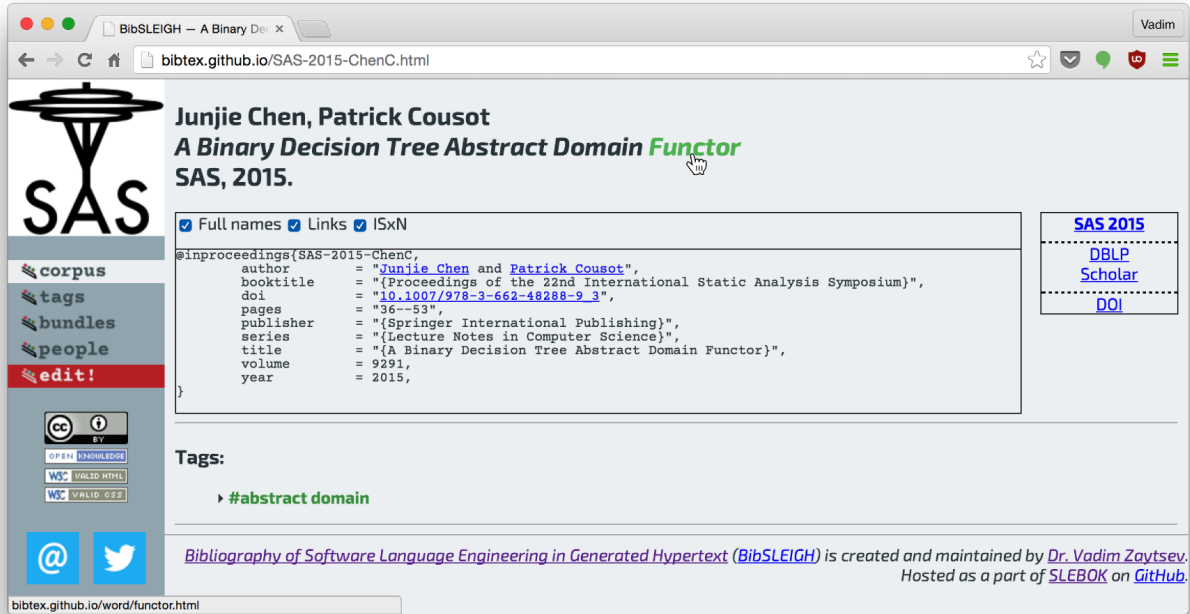 BibSLEIGH — A Binary Dec
Vadim
bibtex.github.io/SAS-2015-ChenC.html
SAS
corpus
tags
bundles
people
edit!
CC BY
OPEN KNOWLEDGE
W3C VALID HTML
W3C VALID CSS
@
Junjie Chen, Patrick Cousot
A Binary Decision Tree Abstract Domain Functor
SAS, 2015.
Full names Links ISxN
@inproceedings{SAS-2015-ChenC,
author = "Junjie Chen and Patrick Cousot",
booktitle = "{Proceedings of the 22nd International Static Analysis Symposium}",
doi = "10.1007/978-3-662-48288-9_3",
pages = "36--53",
publisher = "{Springer International Publishing}",
series = "{Lecture Notes in Computer Science}",
title = "{A Binary Decision Tree Abstract Domain Functor}",
volume = 9291,
year = 2015,
}
SAS 2015
DBLP
Scholar
DOI
Tags:
#abstract domain
Bibliography of Software Language Engineering in Generated Hypertext (BibSLEIGH) is created and maintained by Dr. Vadim Zaytsev.
Hosted as a part of SLEBOK on GitHub.
bibtex.github.io/word/functor.html